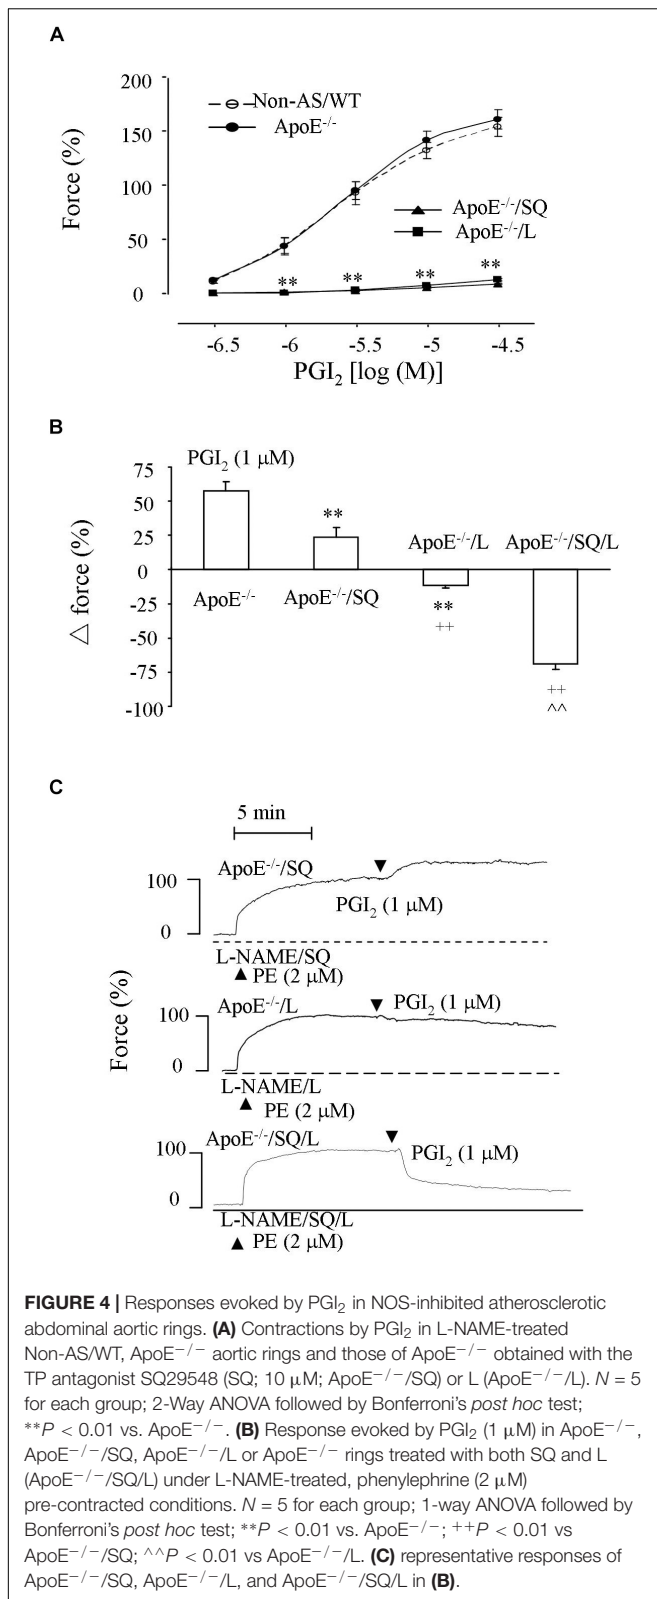 A
200
150
100
50
0
Force (%)
Non-AS/WT
ApoE⁻/⁻
ApoE⁻/⁻/SQ
ApoE⁻/⁻/L
** ** ** **
-6.5 -6 -5.5 -5 -4.5
PGI₂ [log (M)]
B
75
50
25
0
-25
-50
-75
-100
△ force (%)
PGI₂ (1 μM)
**
ApoE⁻/⁻/L ApoE⁻/⁻/SQ/L
ApoE⁻/⁻ ApoE⁻/⁻/SQ
**
++
++
^^
C
5 min
Force (%)
ApoE⁻/⁻/SQ
100
0
PGI₂ (1 μM)
L-NAME/SQ
▲ PE (2 μM)
ApoE⁻/⁻/L
PGI₂ (1 μM)
100
0
L-NAME/L
▲ PE (2 μM)
ApoE⁻/⁻/SQ/L
100
0
PGI₂ (1 μM)
L-NAME/SQ/L
▲ PE (2 μM)
FIGURE 4 | Responses evoked by PGI₂ in NOS-inhibited atherosclerotic
abdominal aortic rings. (A) Contractions by PGI₂ in L-NAME-treated
Non-AS/WT, ApoE⁻/⁻ aortic rings and those of ApoE⁻/⁻ obtained with the
TP antagonist SQ29548 (SQ; 10 μM; ApoE⁻/⁻/SQ) or L (ApoE⁻/⁻/L). N = 5
for each group; 2-Way ANOVA followed by Bonferroni's post hoc test;
**P < 0.01 vs. ApoE⁻/⁻. (B) Response evoked by PGI₂ (1 μM) in ApoE⁻/⁻,
ApoE⁻/⁻/SQ, ApoE⁻/⁻/L or ApoE⁻/⁻ rings treated with both SQ and L
(ApoE⁻/⁻/SQ/L) under L-NAME-treated, phenylephrine (2 μM)
pre-contracted conditions. N = 5 for each group; 1-way ANOVA followed by
Bonferroni's post hoc test; **P < 0.01 vs. ApoE⁻/⁻; ++P < 0.01 vs
ApoE⁻/⁻/SQ; ^^P < 0.01 vs ApoE⁻/⁻/L. (C) representative responses of
ApoE⁻/⁻/SQ, ApoE⁻/⁻/L, and ApoE⁻/⁻/SQ/L in (B).